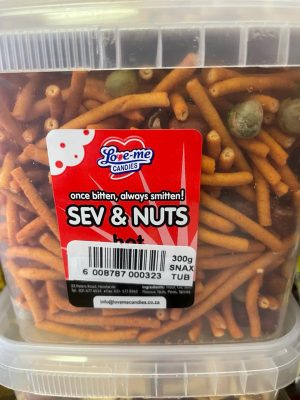 Love-me
CANDIES
once bitten, always smitten!
SEV & NUTS
hot
6 008787 000323
300g
SNAX
TUB
info@lovemecandies.co.za